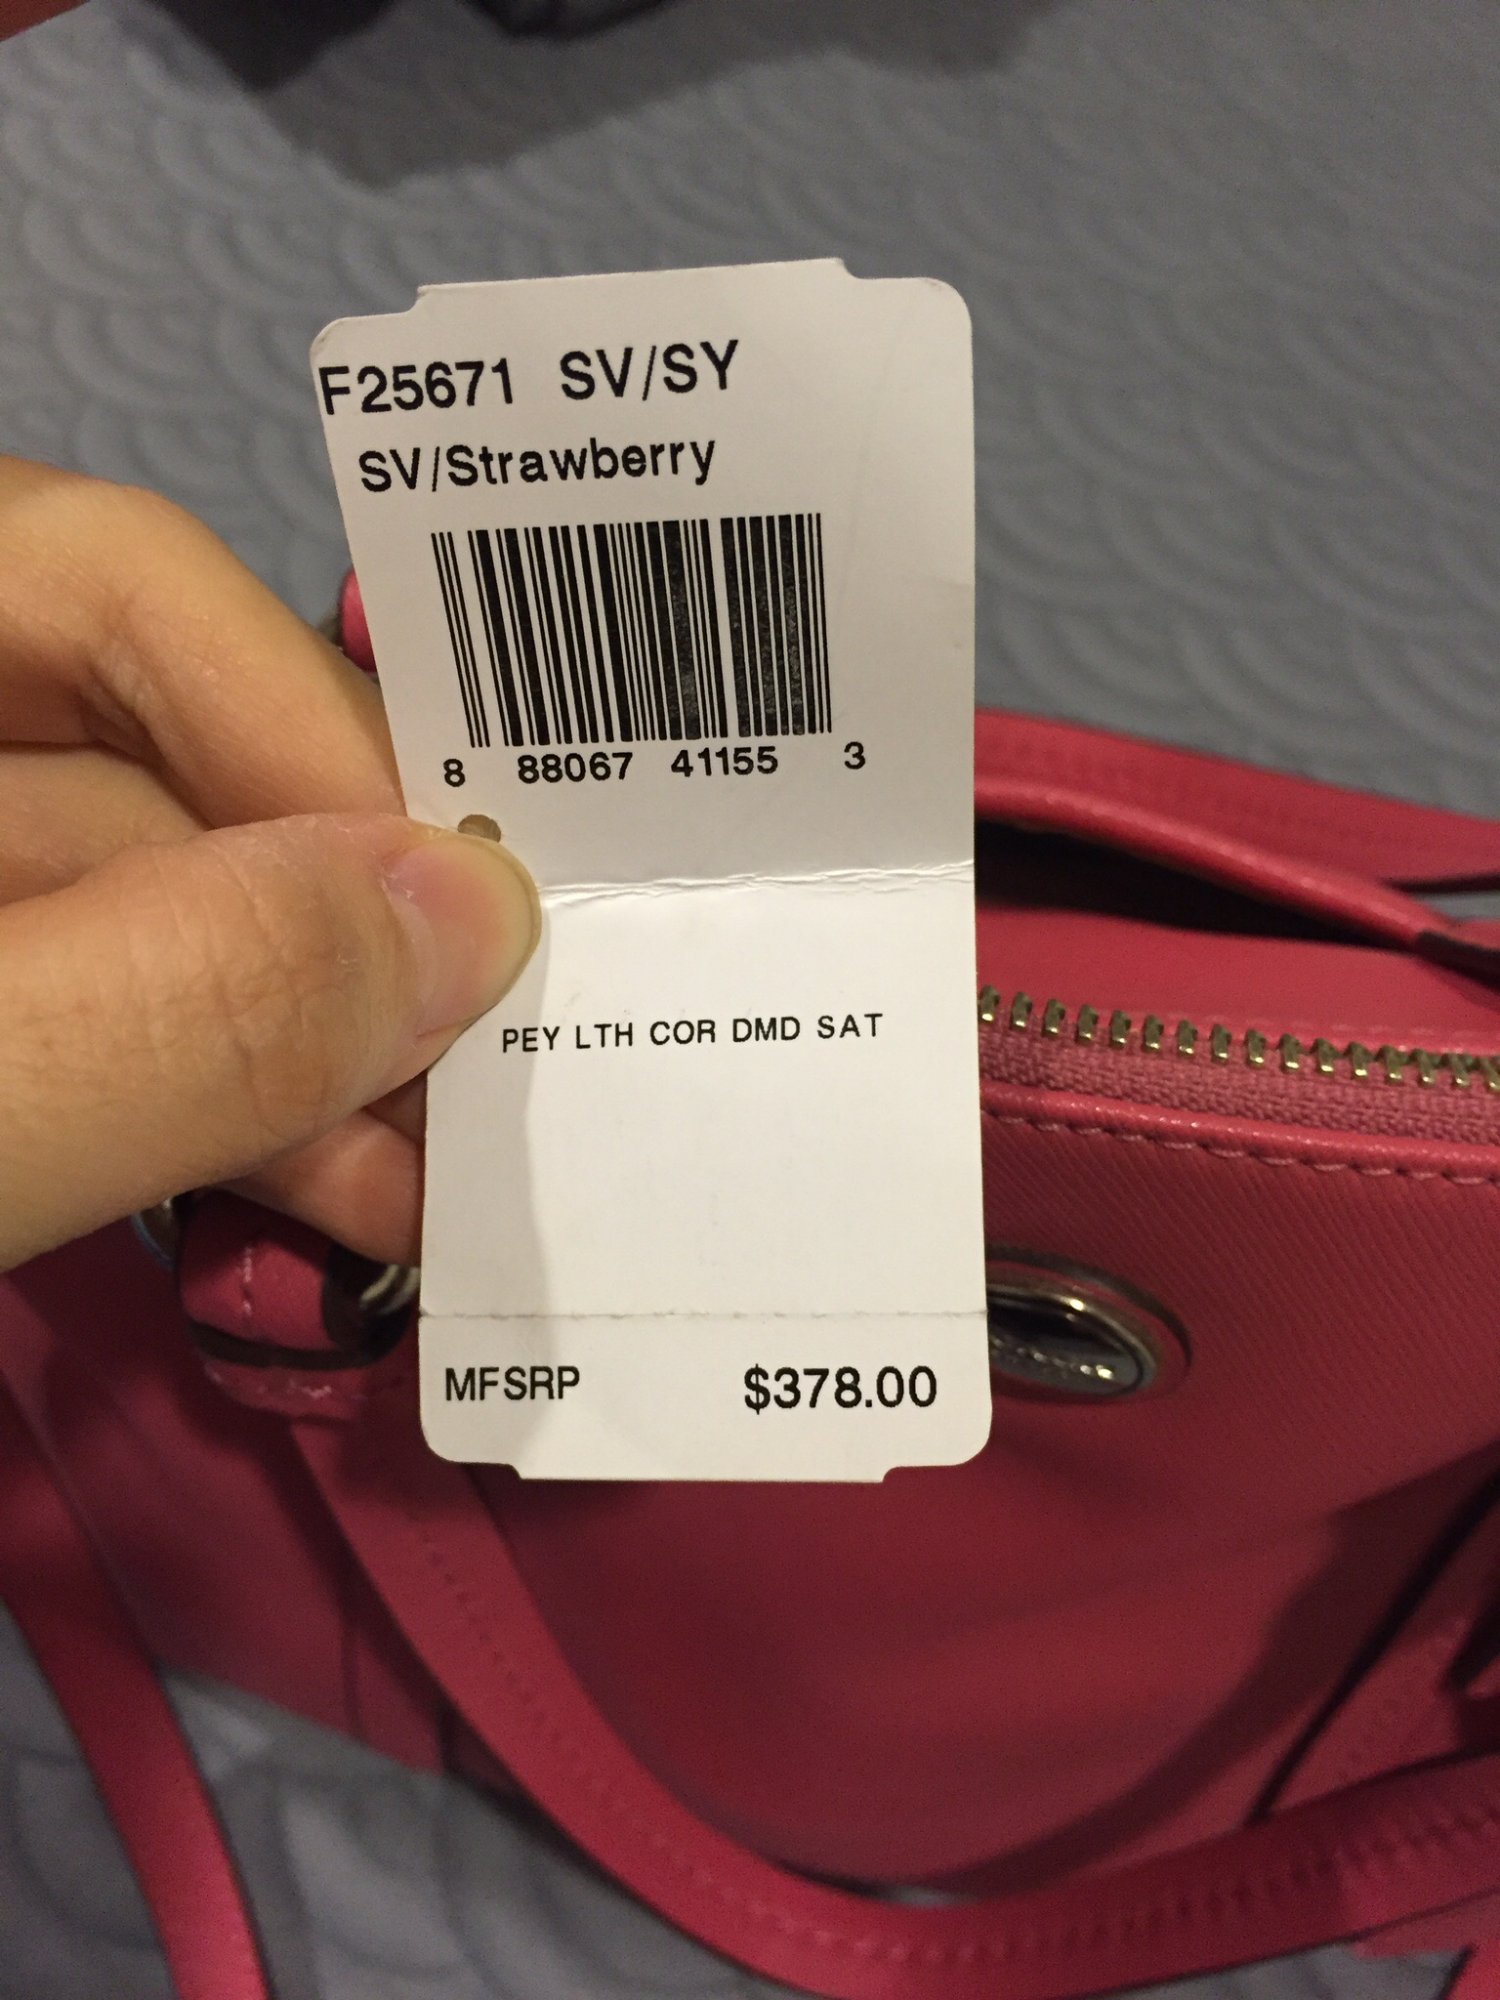 F25671 SV/SY
SV/Strawberry
8 88067 41155 3
PEY LTH COR DMD SAT
MFSRP $378.00